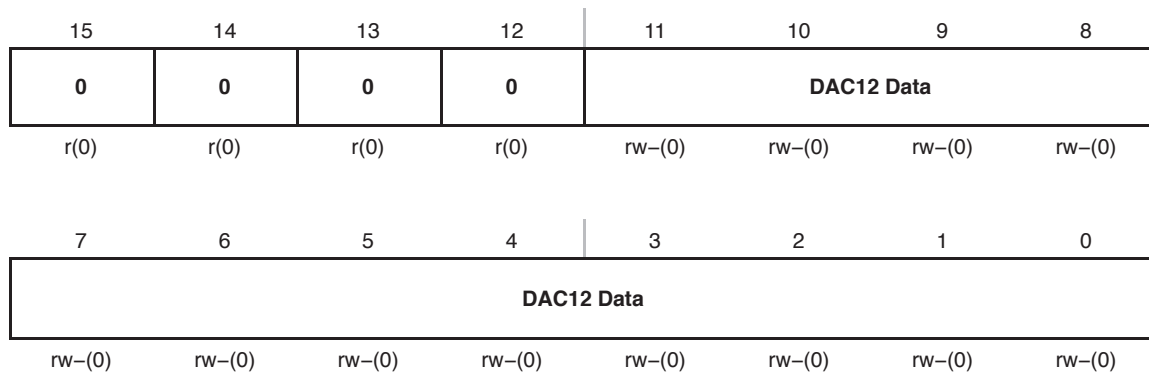 15 14 13 12 11 10 9 8
0 0 0 0 DAC12 Data
r(0) r(0) r(0) r(0) rw−(0) rw−(0) rw−(0) rw−(0)
7 6 5 4 3 2 1 0
DAC12 Data
rw−(0) rw−(0) rw−(0) rw−(0) rw−(0) rw−(0) rw−(0) rw−(0)